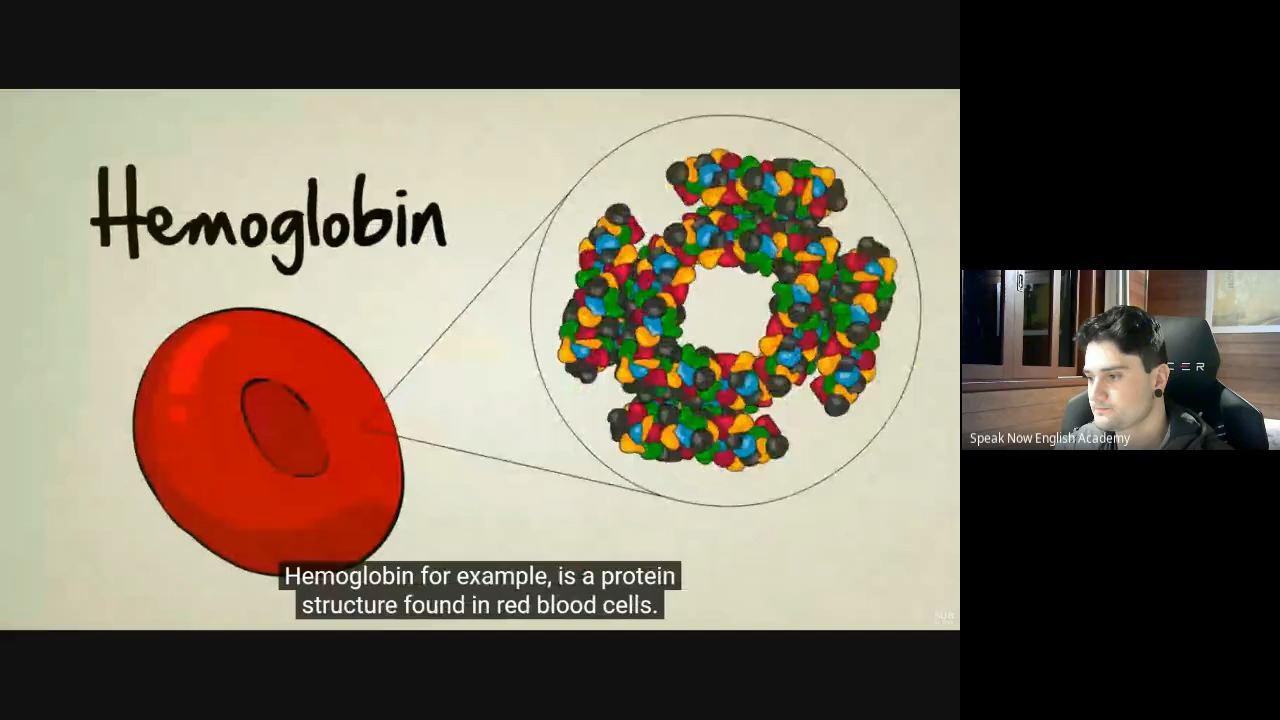 Hemoglobin
Hemoglobin for example, is a protein
structure found in red blood cells.
Speak Now English Academy